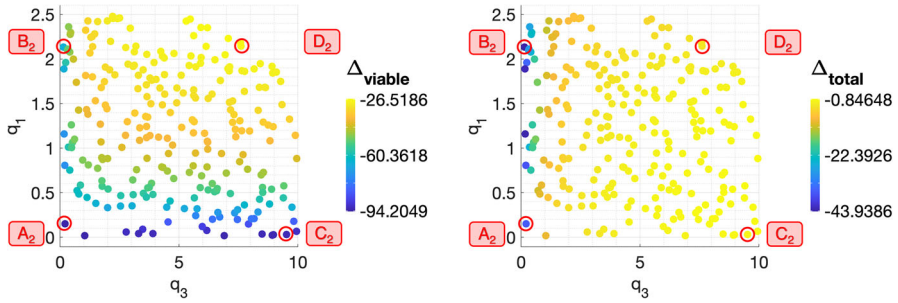 2.5
2
1.5
1
0.5
0
q1
0
5
10
q3
B2
D2
A2
C2
Δviable
-26.5186
-60.3618
-94.2049
2.5
2
1.5
1
0.5
0
q1
0
5
10
q3
B2
D2
A2
C2
Δtotal
-0.84648
-22.3926
-43.9386